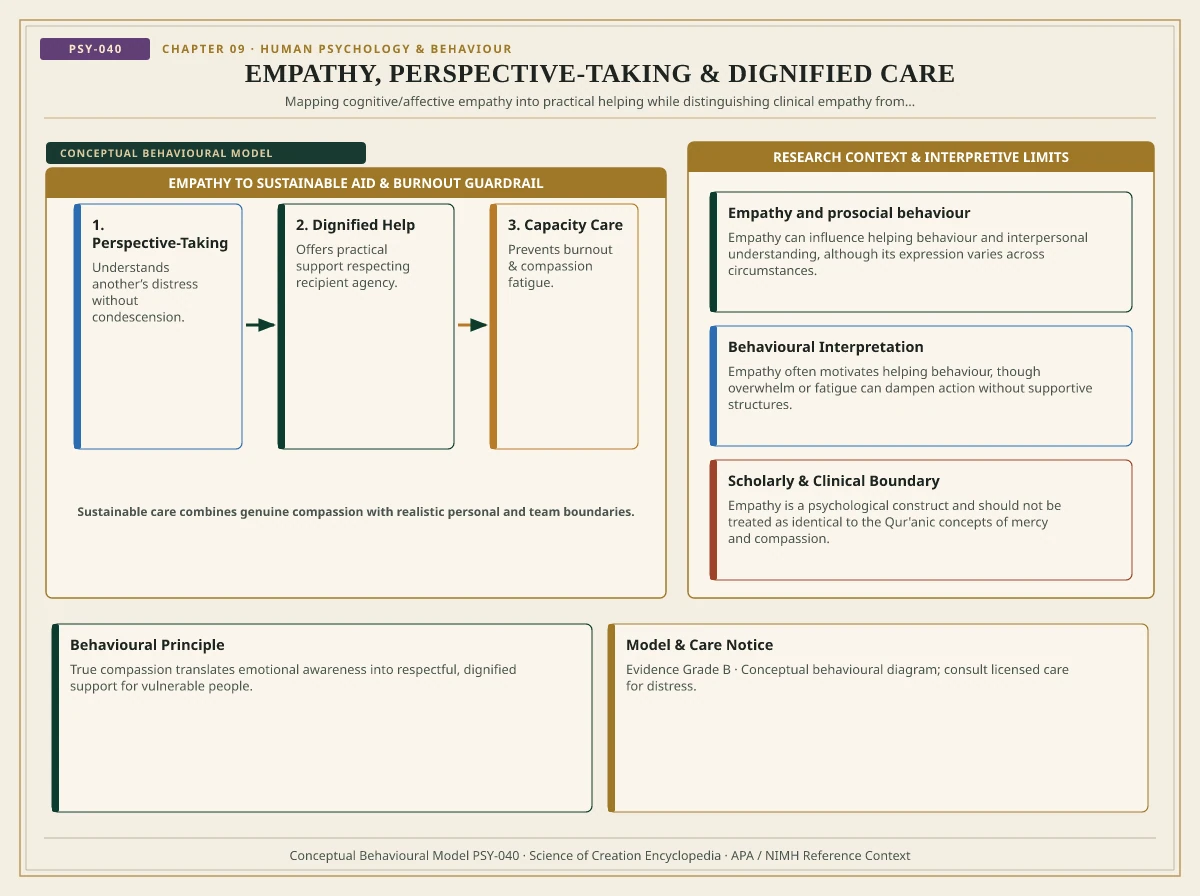 PSY-040
CHAPTER 09 · HUMAN PSYCHOLOGY & BEHAVIOUR
EMPATHY, PERSPECTIVE-TAKING & DIGNIFIED CARE
Mapping cognitive/affective empathy into practical helping while distinguishing clinical empathy from...
CONCEPTUAL BEHAVIOURAL MODEL
EMPATHY TO SUSTAINABLE AID & BURNOUT GUARDRAIL
1.
Perspective-Taking
Understands
another's distress
without
condescension.
2. Dignified Help
Offers practical
support respecting
recipient agency.
3. Capacity Care
Prevents burnout
& compassion
fatigue.
Sustainable care combines genuine compassion with realistic personal and team boundaries.
RESEARCH CONTEXT & INTERPRETIVE LIMITS
Empathy and prosocial behaviour
Empathy can influence helping behaviour and interpersonal
understanding, although its expression varies across
circumstances.
Behavioural Interpretation
Empathy often motivates helping behaviour, though
overwhelm or fatigue can dampen action without supportive
structures.
Scholarly & Clinical Boundary
Empathy is a psychological construct and should not be
treated as identical to the Qur'anic concepts of mercy
and compassion.
Behavioural Principle
True compassion translates emotional awareness into respectful, dignified
support for vulnerable people.
Model & Care Notice
Evidence Grade B · Conceptual behavioural diagram; consult licensed care
for distress.
Conceptual Behavioural Model PSY-040 · Science of Creation Encyclopedia · APA / NIMH Reference Context